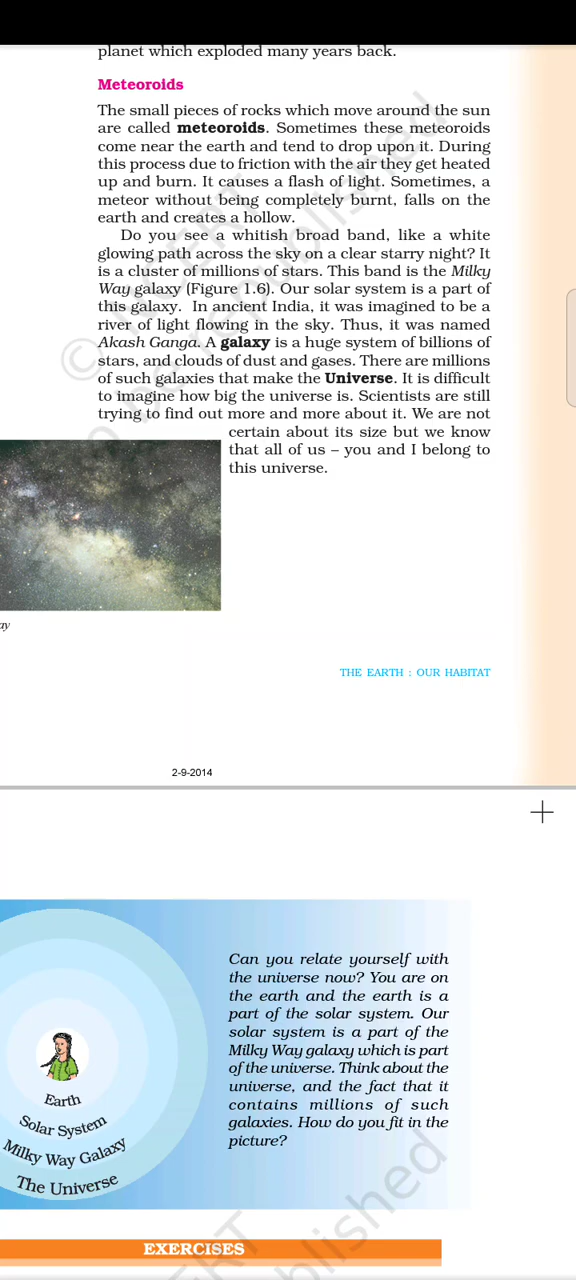 planet which exploded many years back.
Meteoroids
The small pieces of rocks which move around the sun
are called meteoroids. Sometimes these meteoroids
come near the earth and tend to drop upon it. During
this process due to friction with the air they get heated
up and burn. It causes a flash of light. Sometimes, a
meteor without being completely burnt, falls on the
earth and creates a hollow.
Do you see a whitish broad band, like a white
glowing path across the sky on a clear starry night? It
is a cluster of millions of stars. This band is the Milky
Way galaxy (Figure 1.6). Our solar system is a part of
this galaxy. In ancient India, it was imagined to be a
river of light flowing in the sky. Thus, it was named
Akash Ganga. A galaxy is a huge system of billions of
stars, and clouds of dust and gases. There are millions
of such galaxies that make the Universe. It is difficult
to imagine how big the universe is. Scientists are still
trying to find out more and more about it. We are not
certain about its size but we know
that all of us – you and I belong to
this universe.
ay
THE EARTH : OUR HABITAT
2-9-2014
Can you relate yourself with
the universe now? You are on
the earth and the earth is a
part of the solar system. Our
solar system is a part of the
Milky Way galaxy which is part
of the universe. Think about the
universe, and the fact that it
contains millions of such
galaxies. How do you fit in the
picture?
Earth
Solar System
Milky Way Galaxy
The Universe
EXERCISES